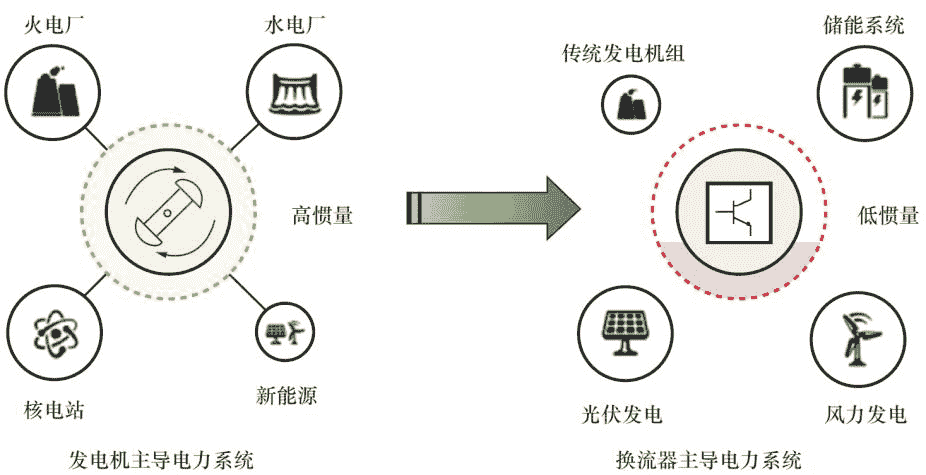 火电厂
水电厂
高惯量
核电站
新能源
发电机主导电力系统
传统发电机组
储能系统
低惯量
光伏发电
风力发电
换流器主导电力系统